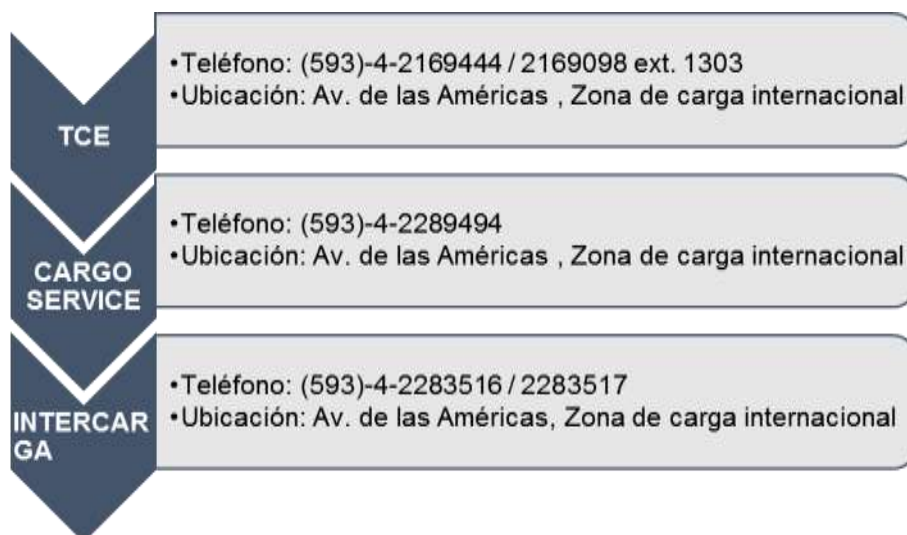 TCE
•Teléfono: (593)-4-2169444 / 2169098 ext. 1303
•Ubicación: Av. de las Américas , Zona de carga internacional
CARGO
SERVICE
•Teléfono: (593)-4-2289494
•Ubicación: Av. de las Américas , Zona de carga internacional
INTERCAR
GA
•Teléfono: (593)-4-2283516 / 2283517
•Ubicación: Av. de las Américas, Zona de carga internacional